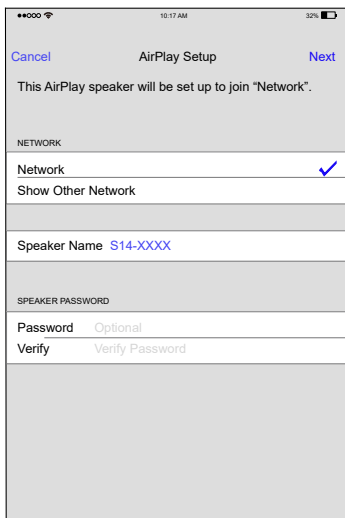 10:17 AM 32%
Cancel AirPlay Setup Next
This AirPlay speaker will be set up to join “Network”.
NETWORK
Network
Show Other Network
Speaker Name S14-XXXX
SPEAKER PASSWORD
Password Optional
Verify Verify Password